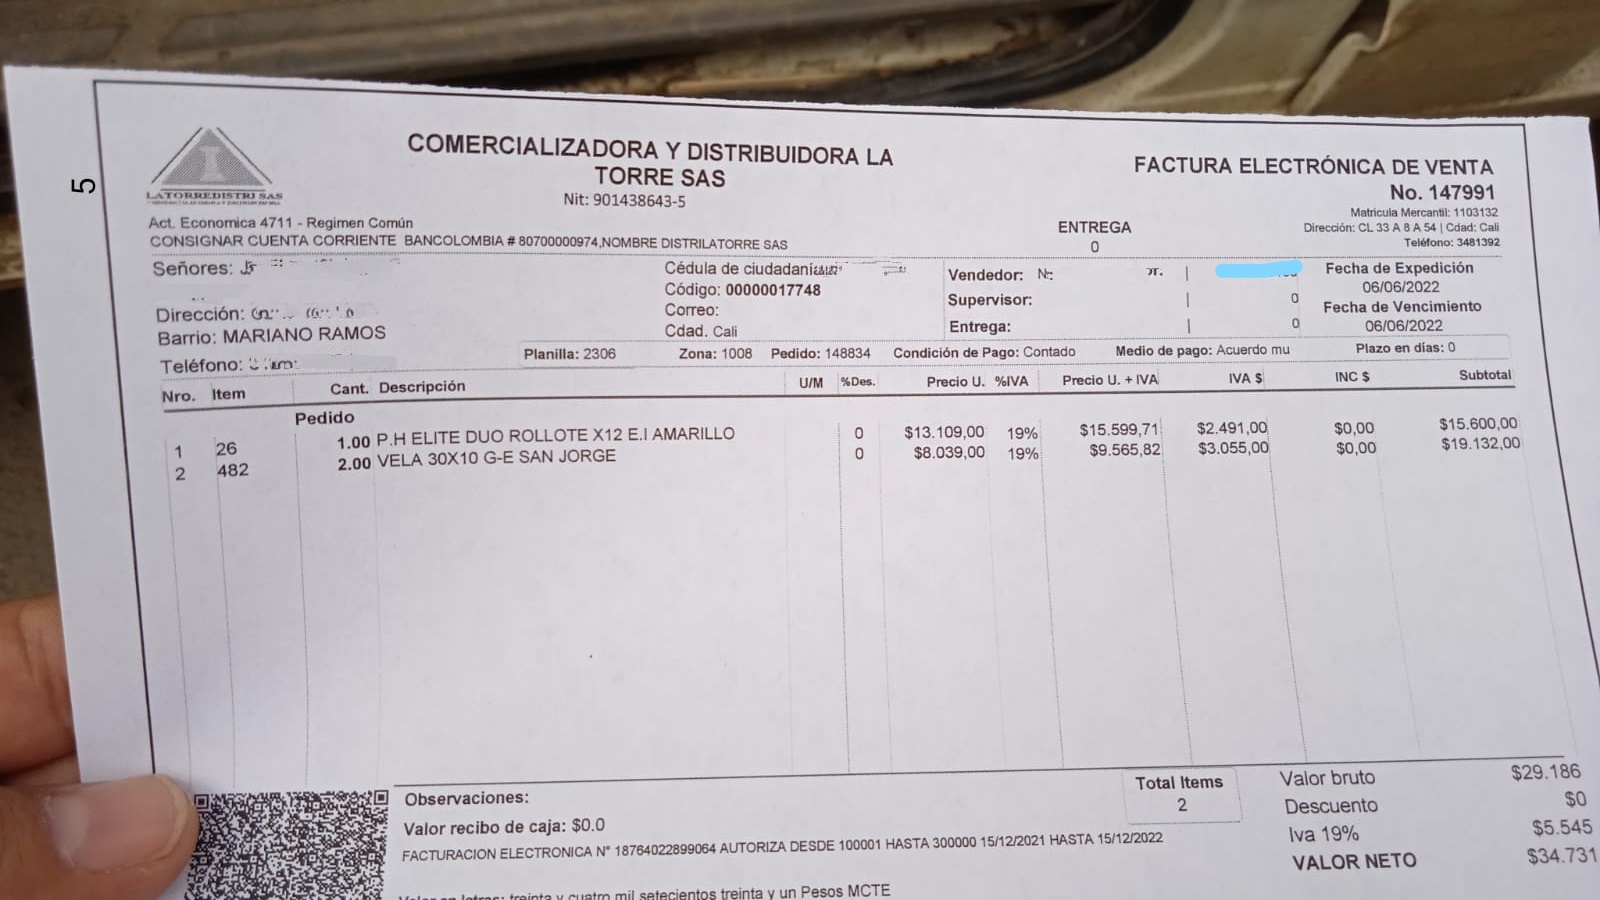 5
LATORREDISTRI SAS
COMERCIALIZADORA Y DISTRIBUIDORA LA
TORRE SAS
Nit: 901438643-5
FACTURA ELECTRÓNICA DE VENTA
No. 147991
Matricula Mercantil: 1103132
Dirección: CL 33 A 8 A 54 | Cdad: Cali
Teléfono: 3481392
Act. Economica 4711 - Regimen Común
CONSIGNAR CUENTA CORRIENTE BANCOLOMBIA # 80700000974,NOMBRE DISTRILATORRE SAS
ENTREGA
0
Señores:
Dirección:
Barrio: MARIANO RAMOS
Teléfono:
Cédula de ciudadanía
Código: 00000017748
Correo:
Cdad. Cali
Vendedor: |
Supervisor: | 0
Entrega: | 0
Fecha de Expedición
06/06/2022
Fecha de Vencimiento
06/06/2022
Planilla: 2306 Zona: 1008 Pedido: 148834 Condición de Pago: Contado Medio de pago: Acuerdo mu Plazo en días: 0
Nro. Item Cant. Descripción U/M %Des. Precio U. %IVA Precio U. + IVA IVA $ INC $ Subtotal
Pedido
1 26 1.00 P.H ELITE DUO ROLLOTE X12 E.I AMARILLO 0 $13.109,00 19% $15.599,71 $2.491,00 $0,00 $15.600,00
2 482 2.00 VELA 30X10 G-E SAN JORGE 0 $8.039,00 19% $9.565,82 $3.055,00 $0,00 $19.132,00
Observaciones:
Valor recibo de caja: $0.0
FACTURACION ELECTRONICA N° 18764022899064 AUTORIZA DESDE 100001 HASTA 300000 15/12/2021 HASTA 15/12/2022
Valor en letras: treinta y cuatro mil setecientos treinta y un Pesos MCTE
Total Items
2
Valor bruto $29.186
Descuento $0
Iva 19% $5.545
VALOR NETO $34.731